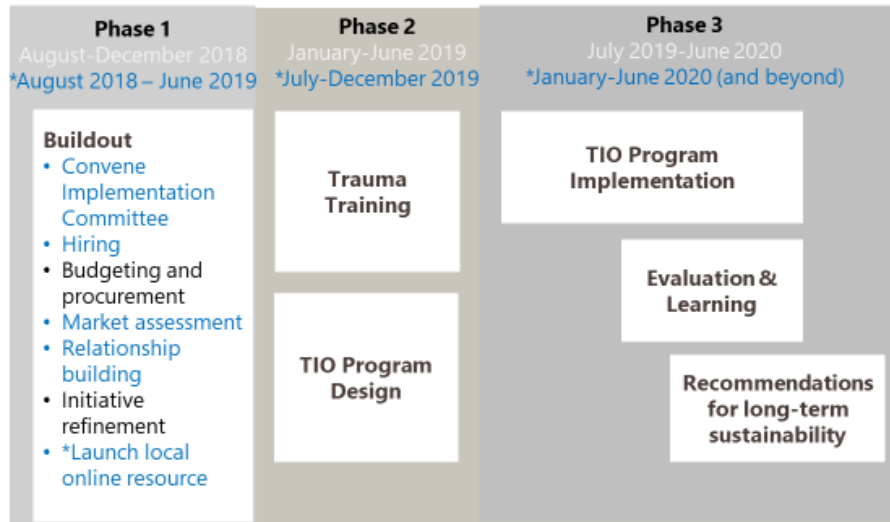 Phase 1
August-December 2018
*August 2018 – June 2019
Buildout
• Convene
Implementation
Committee
• Hiring
• Budgeting and
procurement
• Market assessment
• Relationship
building
• Initiative
refinement
• *Launch local
online resource
Phase 2
January-June 2019
*July-December 2019
Trauma
Training
TIO Program
Design
Phase 3
July 2019-June 2020
*January-June 2020 (and beyond)
TIO Program
Implementation
Evaluation &
Learning
Recommendations
for long-term
sustainability